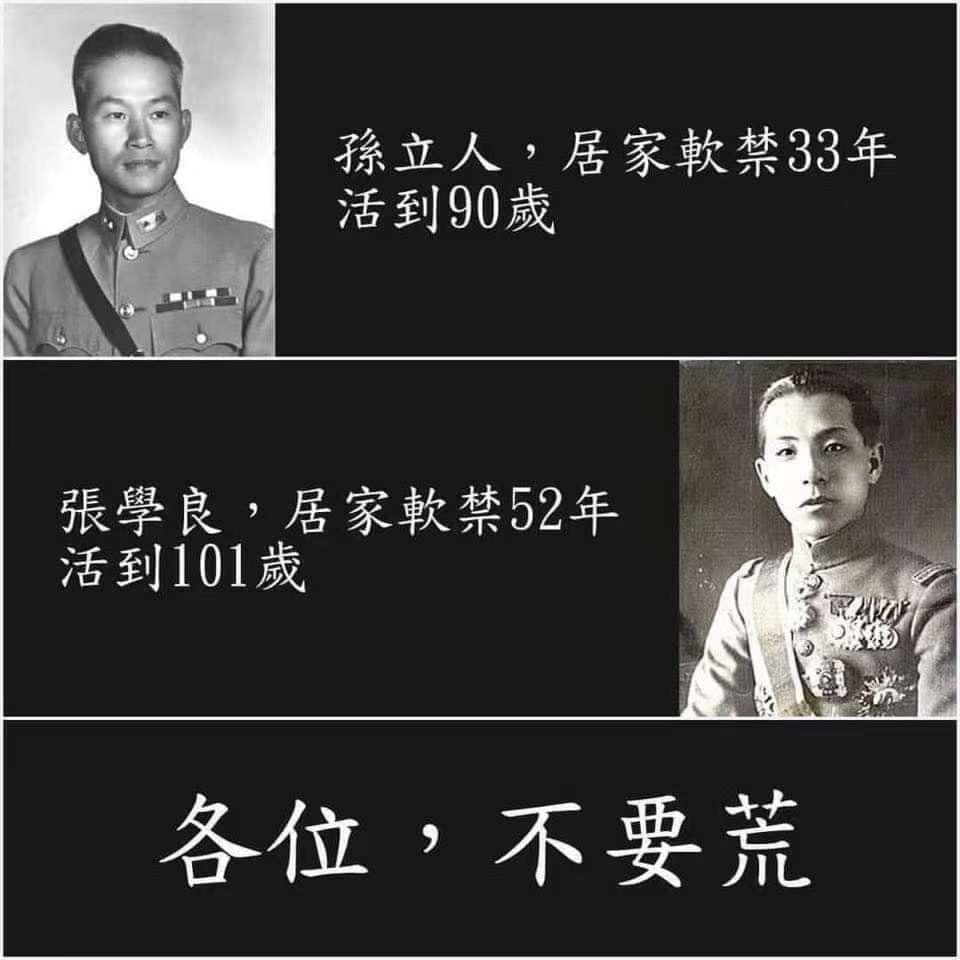 孫立人，居家軟禁33年
活到90歲
張學良，居家軟禁52年
活到101歲
各位，不要荒